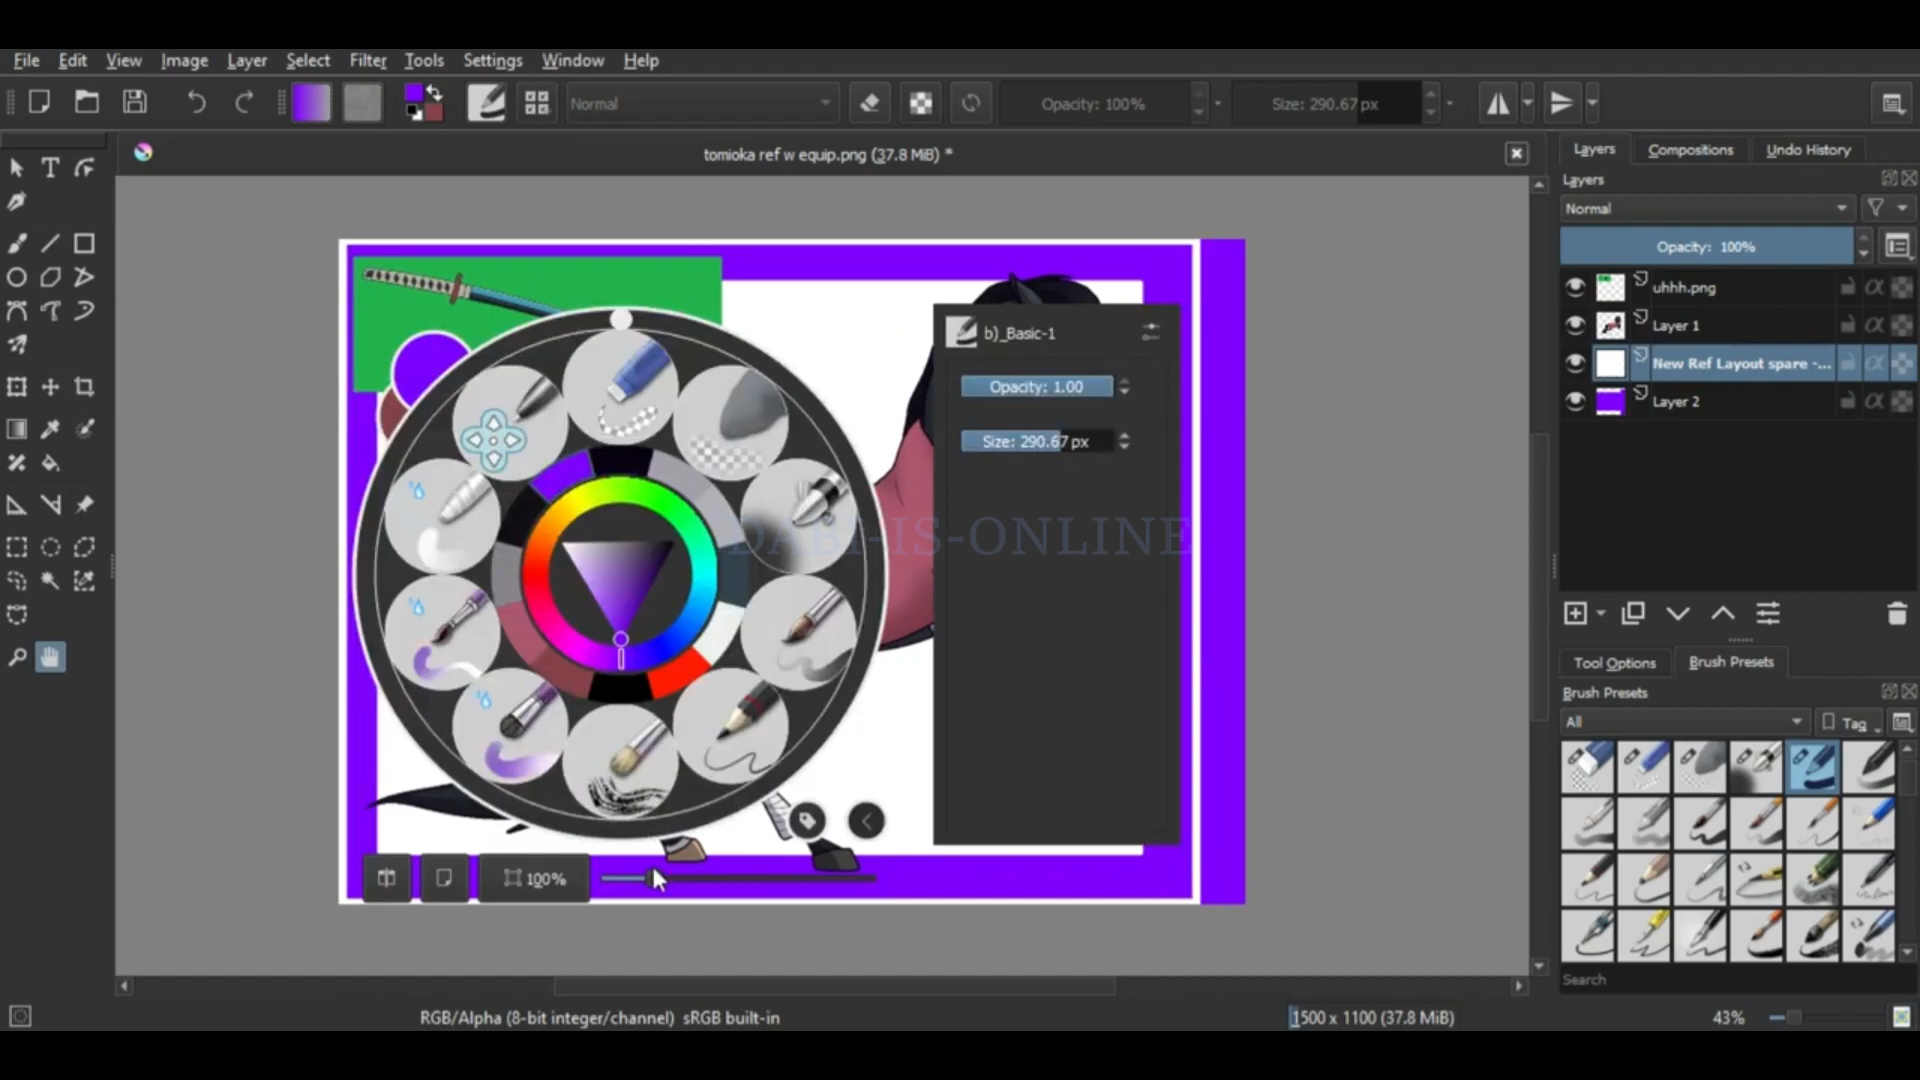 File Edit View Image Layer Select Filter Tools Settings Window Help
Normal
Opacity: 100%
Size: 290.67 px
tomioka ref w equip.png (37.8 MiB) *
Layers Compositions Undo History
Layers
Normal
Opacity: 100%
uhhh.png
Layer 1
New Ref Layout spare -...
Layer 2
b)_Basic-1
Opacity: 1.00
Size: 290.67 px
DABI-IS-ONLINE
100%
Tool Options Brush Presets
Brush Presets
All
Tag
Search
RGB/Alpha (8-bit integer/channel) sRGB built-in
1500 x 1100 (37.8 MiB)
43%